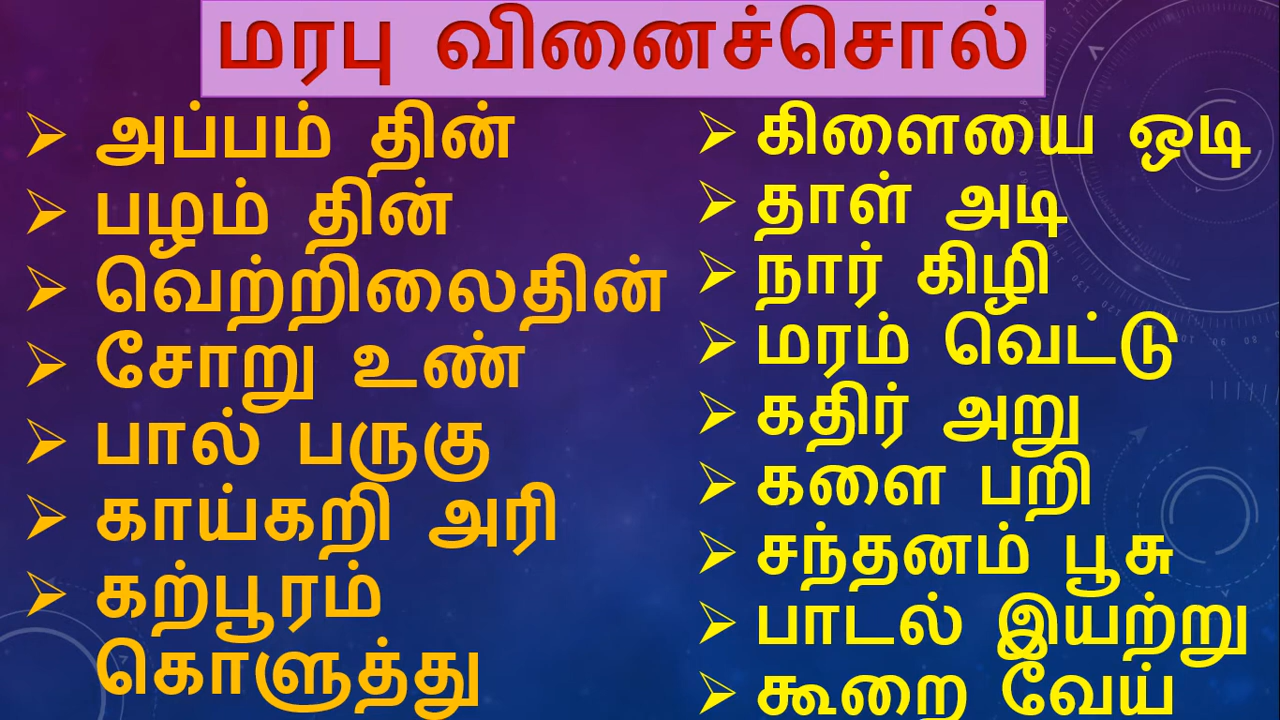 மரபு வினைச்சொல்
அப்பம் தின்
பழம் தின்
வெற்றிலைதின்
சோறு உண்
பால் பருகு
காய்கறி அரி
கற்பூரம்
கொளுத்து
கிளையை ஒடி
தாள் அடி
நார் கிழி
மரம் வெட்டு
கதிர் அறு
களை பறி
சந்தனம் பூசு
பாடல் இயற்று
கூறை வேய்